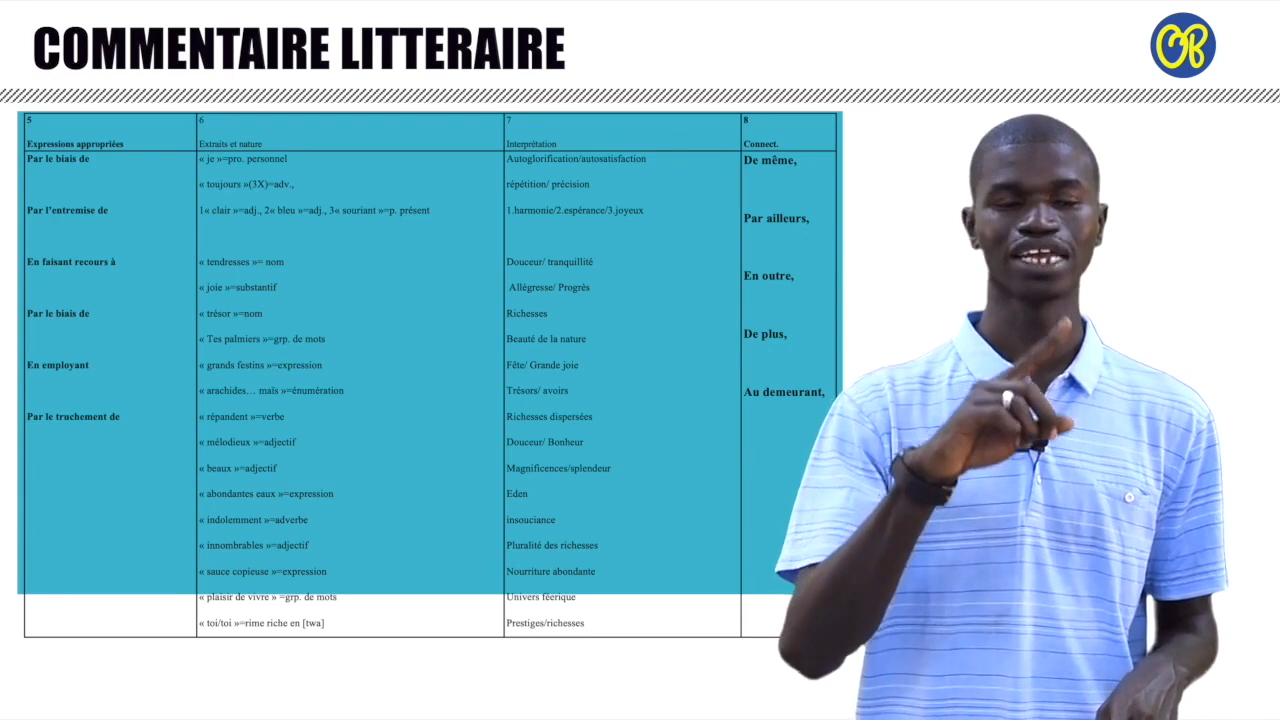 COMMENTAIRE LITTERAIRE
5 6 7 8
Expressions appropriées Extraits et nature Interprétation Connect.
Par le biais de « je »=pro. personnel Autoglorification/autosatisfaction De même,
« toujours »(3X)=adv., répétition/ précision
Par l'entremise de 1« clair »=adj., 2« bleu »=adj., 3« souriant »=p. présent 1.harmonie/2.espérance/3.joyeux Par ailleurs,
En faisant recours à « tendresses »= nom Douceur/ tranquillité En outre,
« joie »=substantif Allégresse/ Progrès
Par le biais de « trésor »=nom Richesses De plus,
« Tes palmiers »=grp. de mots Beauté de la nature
En employant « grands festins »=expression Fête/ Grande joie
« arachides… maïs »=énumération Trésors/ avoirs Au demeurant,
Par le truchement de « répandent »=verbe Richesses dispersées
« mélodieux »=adjectif Douceur/ Bonheur
« beaux »=adjectif Magnificences/splendeur
« abondantes eaux »=expression Eden
« indolemment »=adverbe insouciance
« innombrables »=adjectif Pluralité des richesses
« sauce copieuse »=expression Nourriture abondante
« plaisir de vivre » =grp. de mots Univers féerique
« toi/toi »=rime riche en [twa] Prestiges/richesses